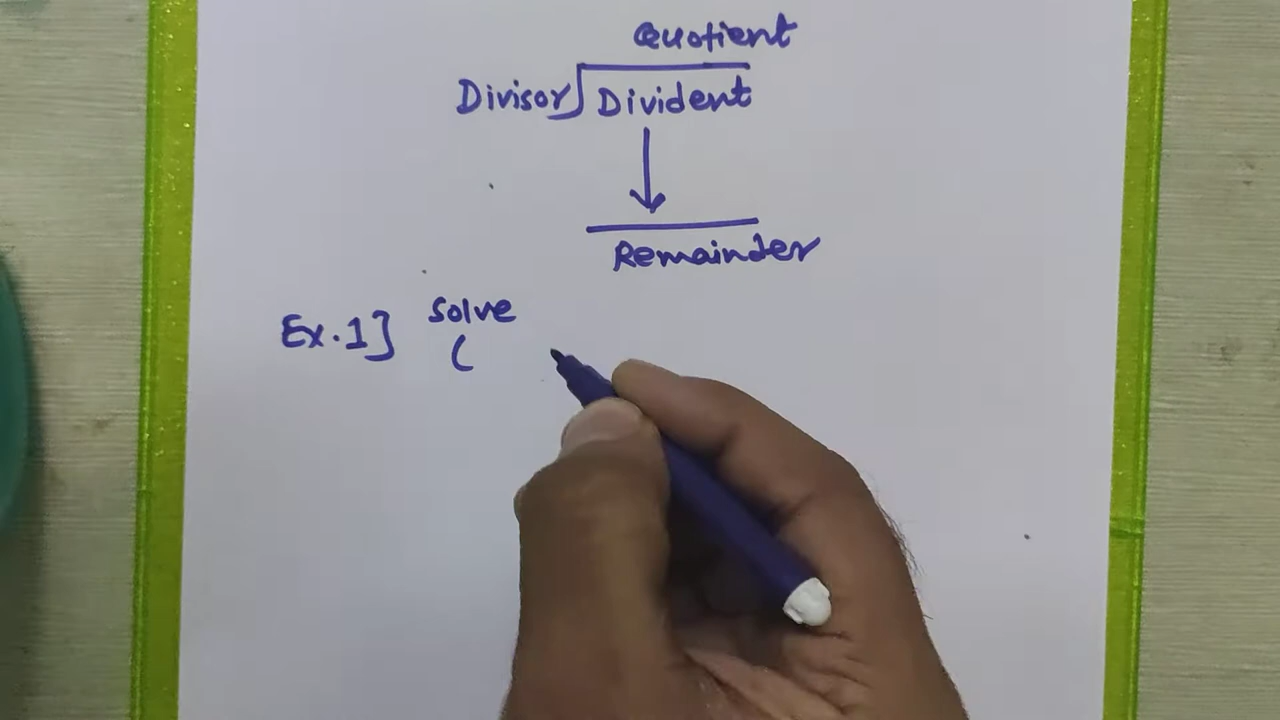 Quotient
Divisor Divident
Remainder
Ex.1] Solve
(